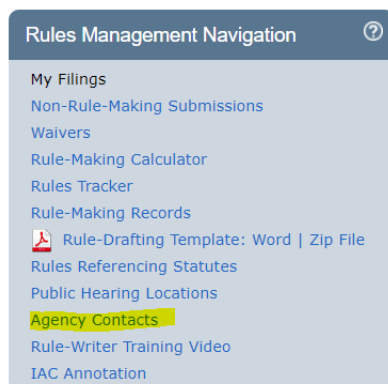 Rules Management Navigation ?
My Filings
Non-Rule-Making Submissions
Waivers
Rule-Making Calculator
Rules Tracker
Rule-Making Records
Rule-Drafting Template: Word | Zip File
Rules Referencing Statutes
Public Hearing Locations
Agency Contacts
Rule-Writer Training Video
IAC Annotation